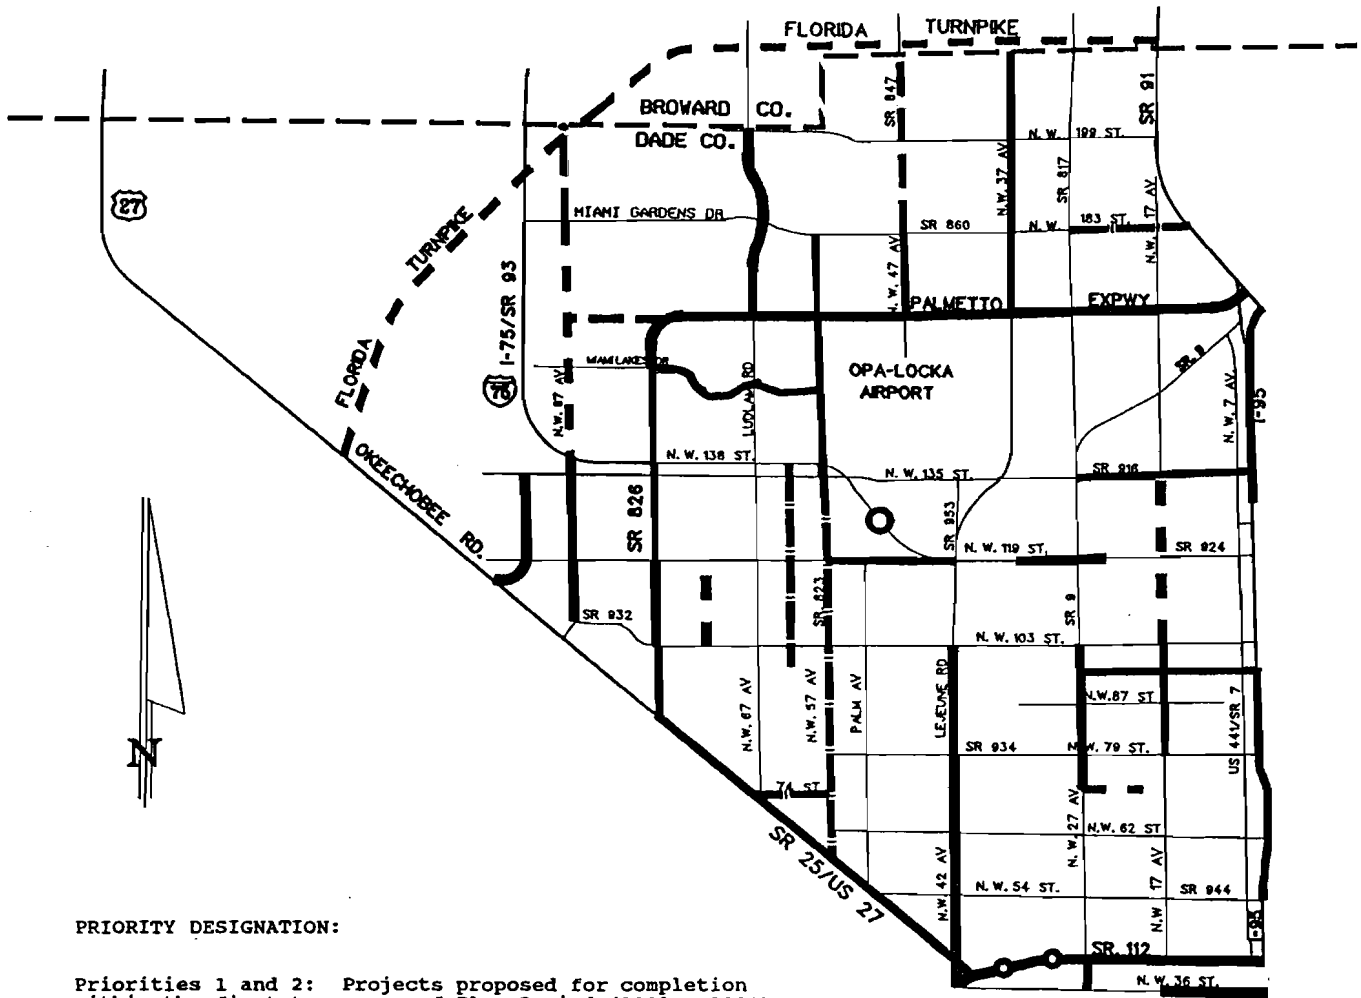 FLORIDA TURNPIKE
BROWARD CO.
DADE CO.
SR 847
N.W. 37 AV
SR 817
SR 91
N. W. 199 ST.
27
TURNPIKE
MIAMI GARDENS DR
SR 860
N. W. 183 ST.
N.W. 17 AV
N.W. 47 AV
I-75/SR 93
PALMETTO EXPWY
FLORIDA
75
MIAMI LAKES DR
N.W. 87 AV
LUDLAM RD
OPA-LOCKA
AIRPORT
SR. 9
N.W. 7 AV
I-95
OKEECHOBEE RD.
N.W. 138 ST.
N.W. 135 ST.
SR 916
SR 826
SR 953
N.W. 119 ST.
SR 924
SR 932
SR. 823
SR 9
N.W. 103 ST.
N.W. 67 AV
N.W. 57 AV
PALM AV
LEJEUNE RD
N.W.87 ST
US 441/SR 7
SR 934
N.W. 79 ST.
74 ST
N.W. 27 AV
N.W. 62 ST
SR 25/US 27
N.W. 42 AV
N.W. 54 ST.
N.W 17 AV
SR 944
I-95
SR. 112
N.W. 36 ST.
N
PRIORITY DESIGNATION:
Priorities 1 and 2: Projects proposed for completion